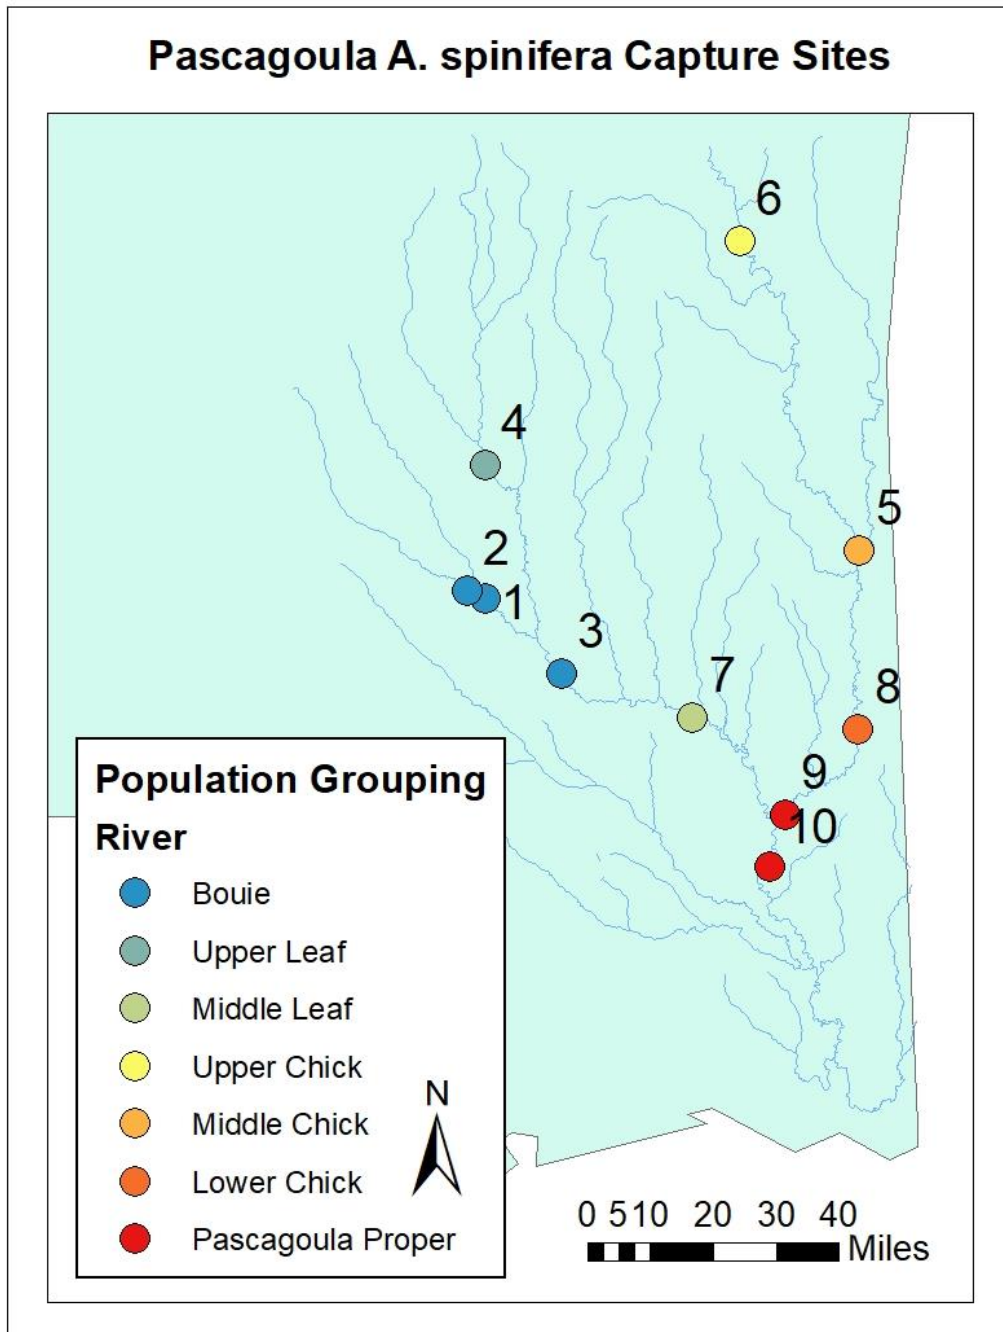 Pascagoula A. spinifera Capture Sites
6
4
5
2
1
3
7
8
9
10
Population Grouping
River
Bouie
Upper Leaf
Middle Leaf
Upper Chick
Middle Chick
Lower Chick
Pascagoula Proper
N
0 5 10 20 30 40
Miles